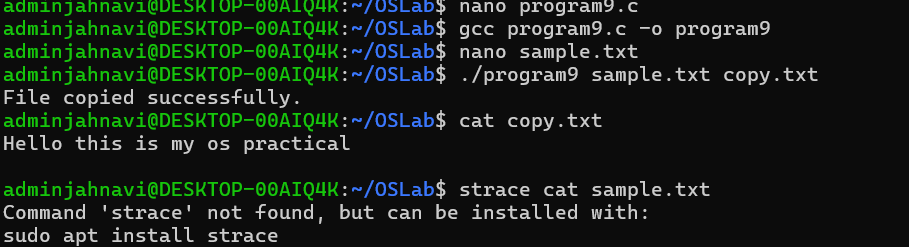 adminjahnavi@DESKTOP-00AIQ4K:~/OSLab$ nano program9.c
adminjahnavi@DESKTOP-00AIQ4K:~/OSLab$ gcc program9.c -o program9
adminjahnavi@DESKTOP-00AIQ4K:~/OSLab$ nano sample.txt
adminjahnavi@DESKTOP-00AIQ4K:~/OSLab$ ./program9 sample.txt copy.txt
File copied successfully.
adminjahnavi@DESKTOP-00AIQ4K:~/OSLab$ cat copy.txt
Hello this is my os practical
adminjahnavi@DESKTOP-00AIQ4K:~/OSLab$ strace cat sample.txt
Command 'strace' not found, but can be installed with:
sudo apt install strace